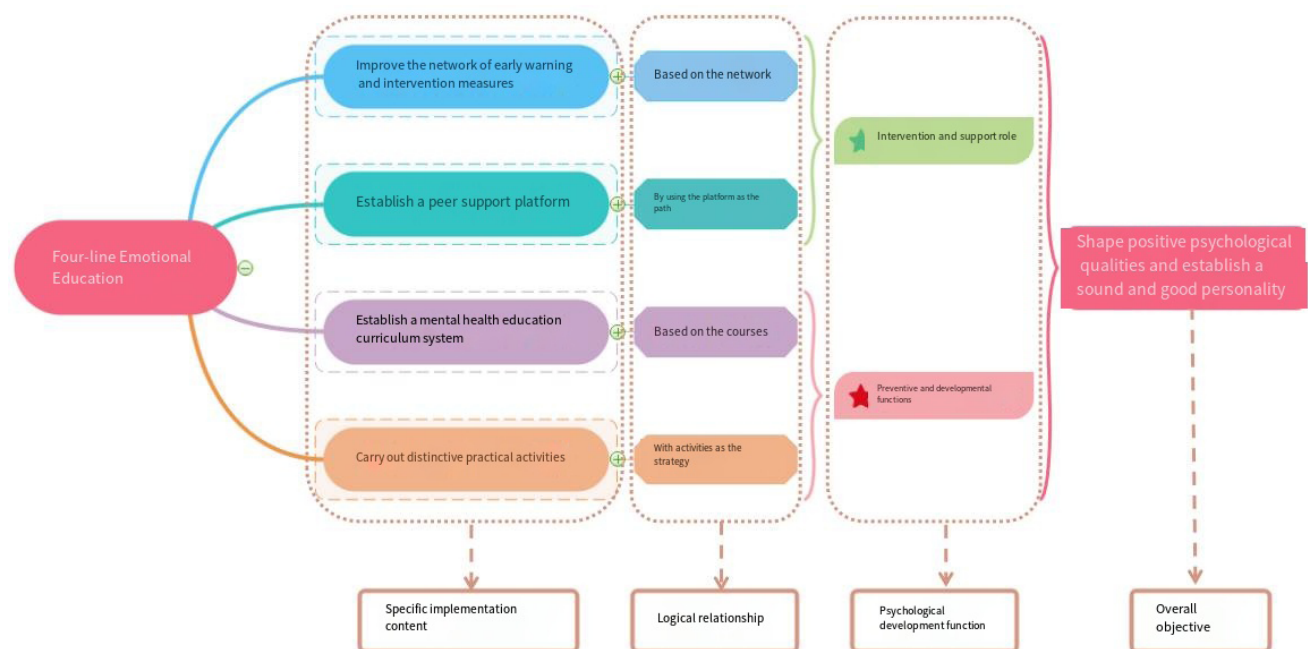 Four-line Emotional
Education
Improve the network of early warning
and intervention measures
Based on the network
Establish a peer support platform
By using the platform as the
path
Establish a mental health education
curriculum system
Based on the courses
Carry out distinctive practical activities
With activities as the
strategy
Intervention and support role
Preventive and developmental
functions
Shape positive psychological
qualities and establish a
sound and good personality
Specific implementation
content
Logical relationship
Psychological
development function
Overall
objective